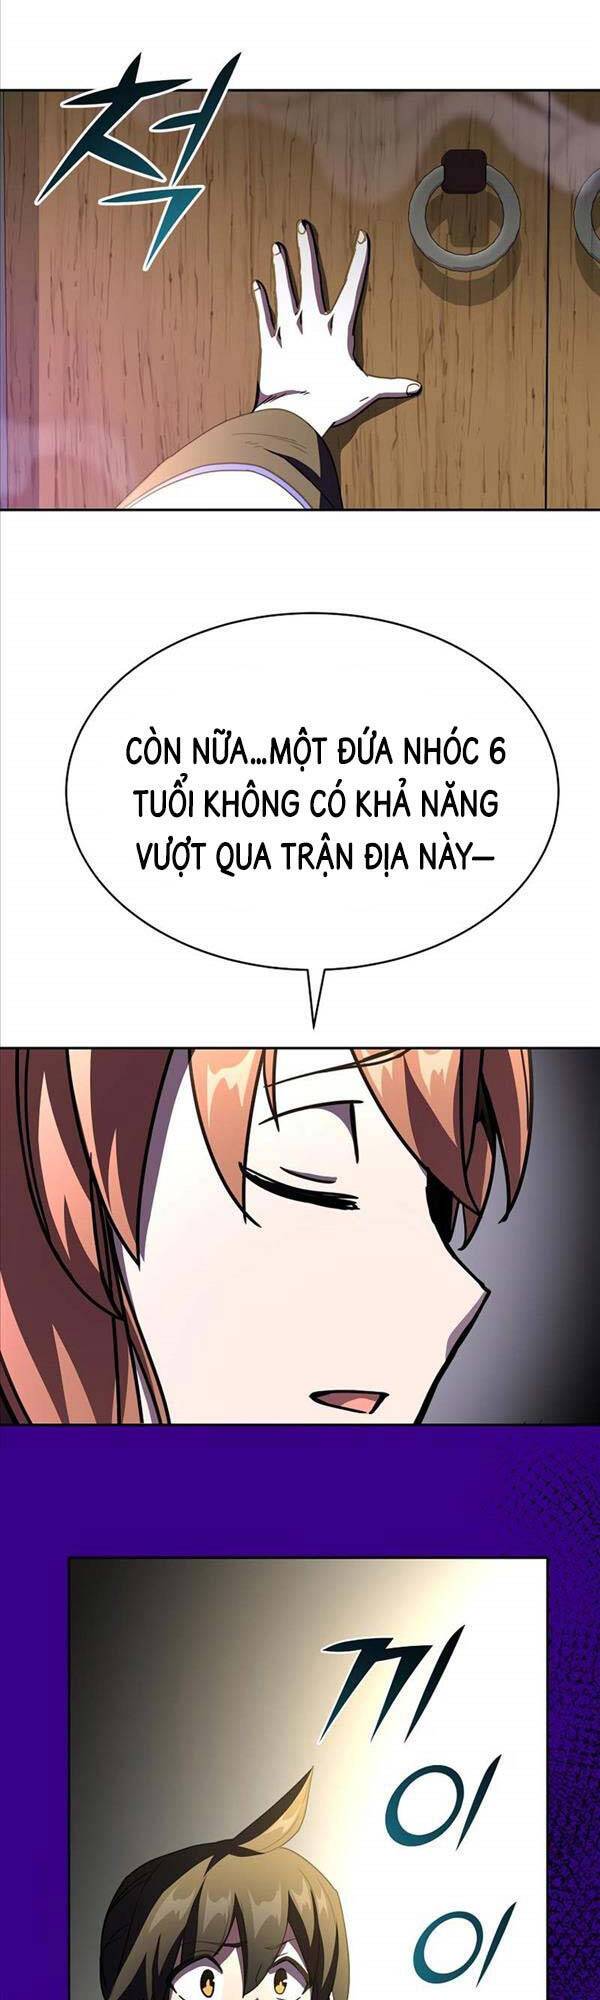 척
CÒN NỮA...MỘT ĐỨA NHÓC 6
TUỔI KHÔNG CÓ KHẢ NĂNG
VƯỢT QUA TRẬN ĐỊA NÀY—
끼
이
이